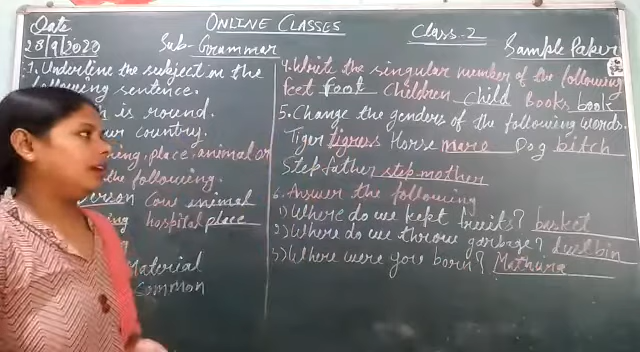 Date
ONLINE CLASSES
Class-2
28/9/2020
Sub-Grammar
Sample Paper
1. Underline the subject in the
following sentence.
is round.
country.
place, animal or
the following.
Person Cow animal
hospital place
Material
Common
4. Write the singular number of the following
feet foot Children Child Books book
5. Change the genders of the following words.
Tiger tigress Horse mare Dog bitch
Step father step mother
6. Answer the following
1) Where do we kept fruits? basket
2) Where do we throw garbage? dustbin
3) Where were you born? Mathura